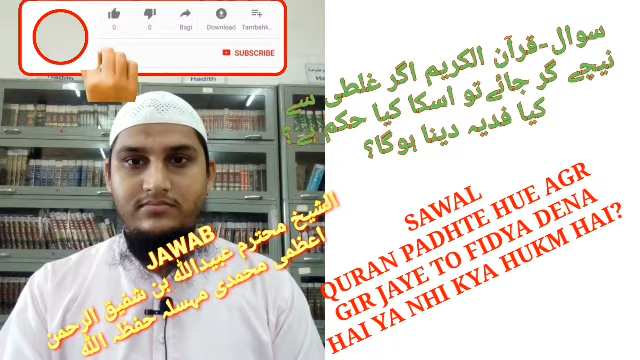 0
0
Bagi
Download
Tambahk..
SUBSCRIBE
Hadith
سوال-قرآن الکریم اگر غلطی سے
نیچے گر جائے تو اسکا کیا حکم ہے؟
کیا فدیہ دینا ہوگا؟
SAWAL
QURAN PADHTE HUE AGR
GIR JAYE TO FIDYA DENA
HAI YA NHI KYA HUKM HAI?
JAWAB
الشیخ محترم عبیداللہ بن شفیق الرحمن
اعظمی محمدی مہسلہ حفظہ اللہ